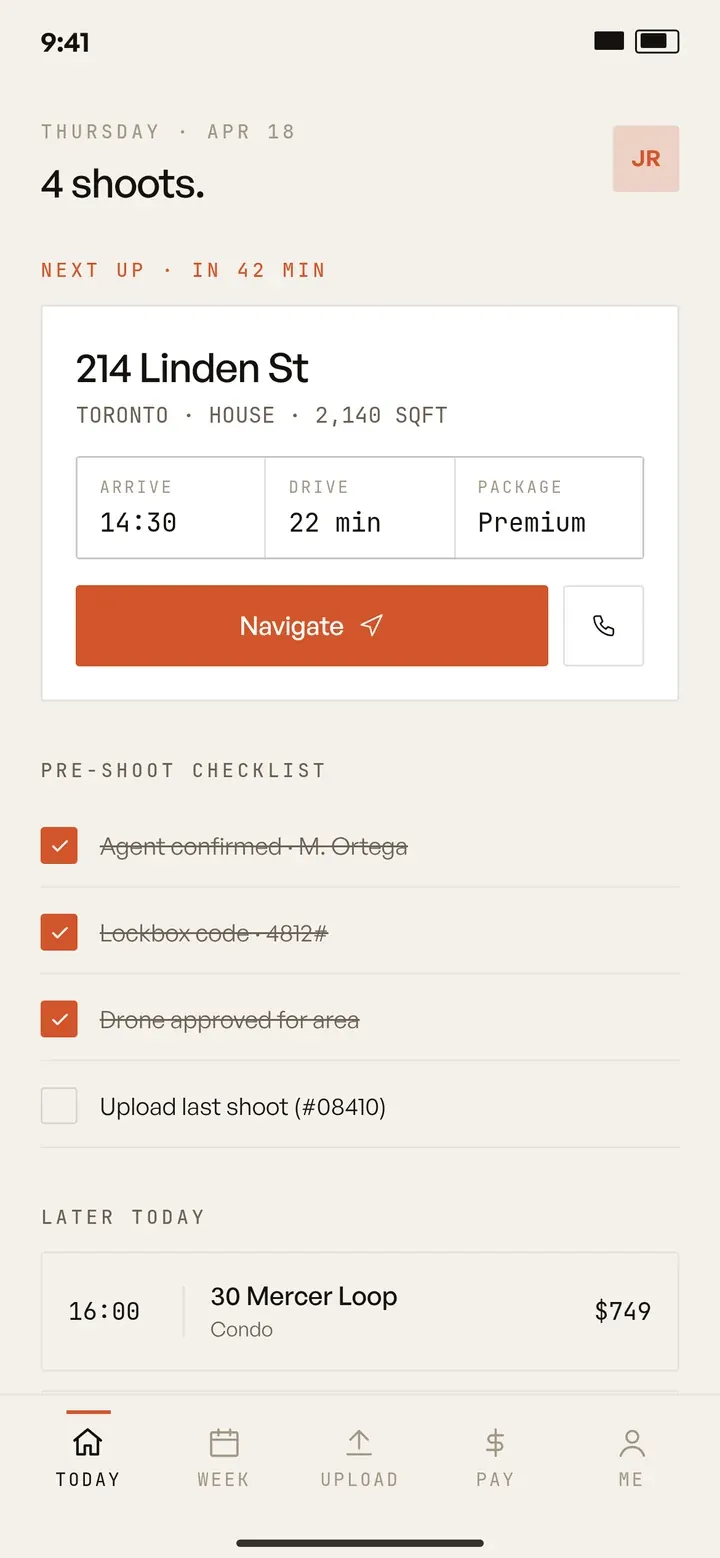 9:41
THURSDAY · APR 18
4 shoots.
JR
NEXT UP · IN 42 MIN
214 Linden St
TORONTO · HOUSE · 2,140 SQFT
ARRIVE DRIVE PACKAGE
14:30 22 min Premium
Navigate
PRE-SHOOT CHECKLIST
Agent confirmed · M. Ortega
Lockbox code · 4812#
Drone approved for area
Upload last shoot (#08410)
LATER TODAY
16:00 30 Mercer Loop $749
Condo
TODAY WEEK UPLOAD PAY ME